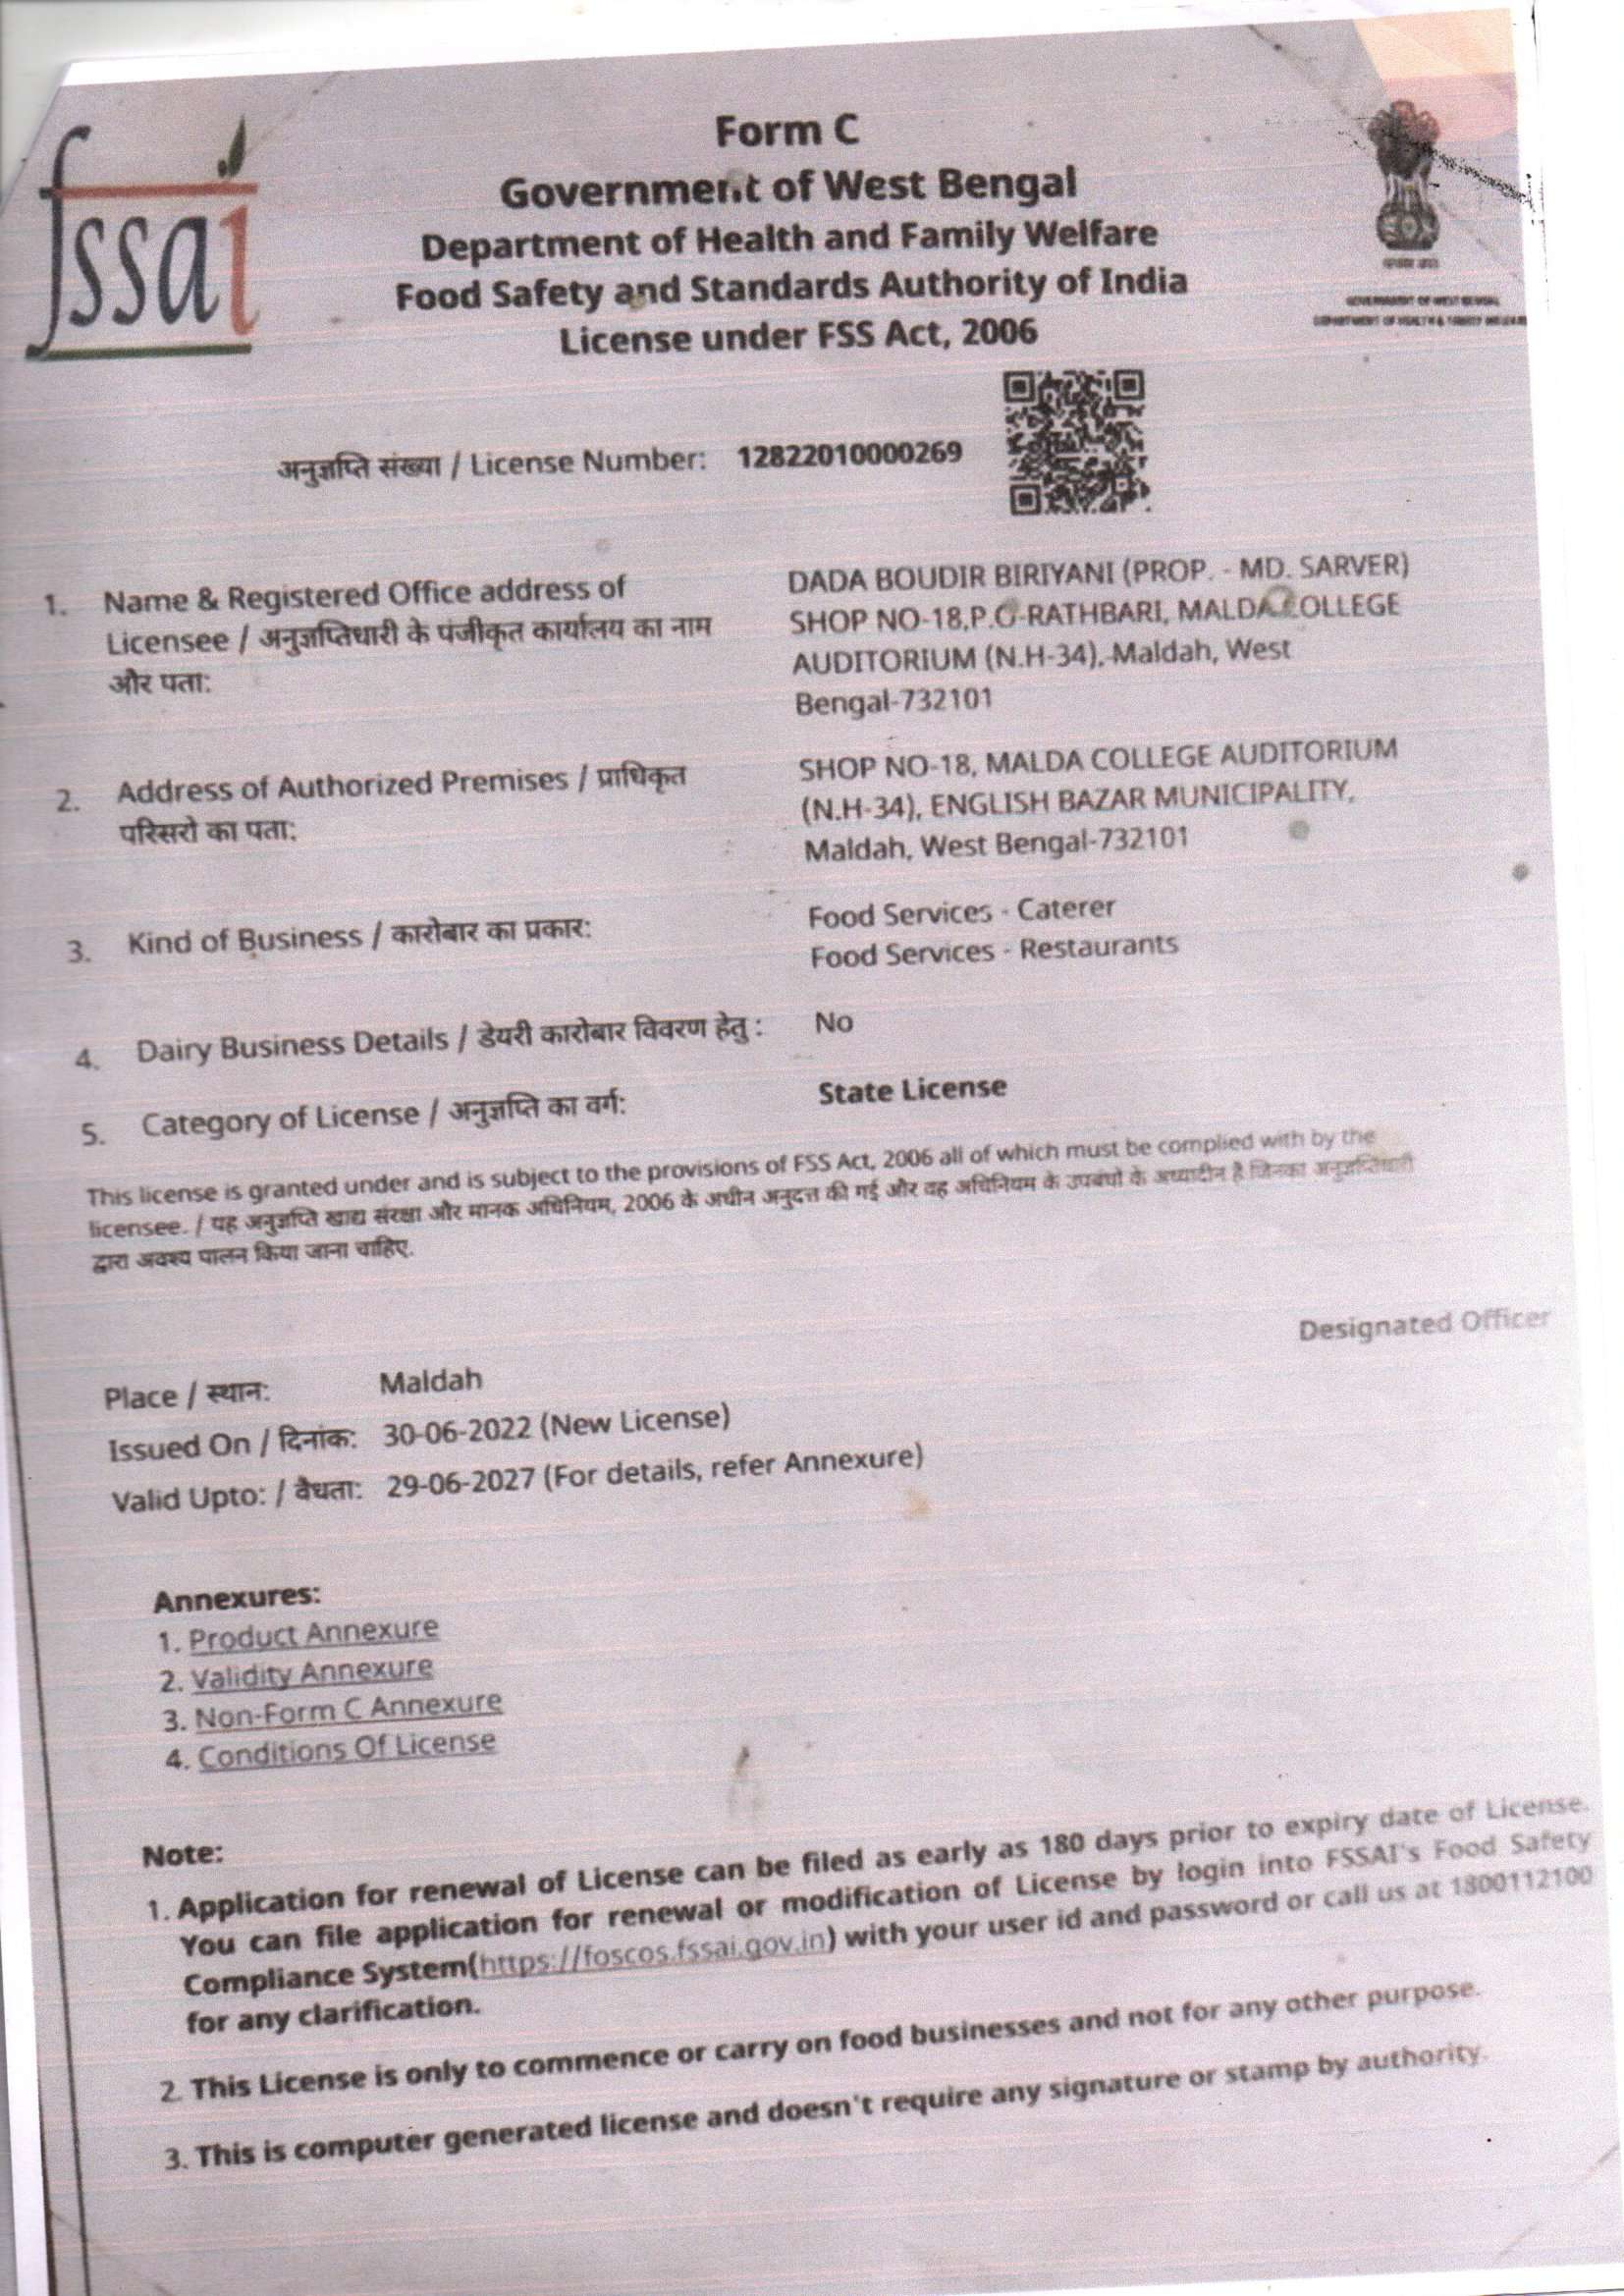 fssai
Form C
Government of West Bengal
Department of Health and Family Welfare
Food Safety and Standards Authority of India
License under FSS Act, 2006
GOVERNMENT OF WEST BENGAL
DEPARTMENT OF HEALTH & FAMILY WELFARE
अनुज्ञप्ति संख्या / License Number: 12822010000269
1. Name & Registered Office address of
Licensee / अनुज्ञप्तिधारी के पंजीकृत कार्यालय का नाम
और पता:
DADA BOUDIR BIRIYANI (PROP. - MD. SARVER)
SHOP NO-18,P.O-RATHBARI, MALDA COLLEGE
AUDITORIUM (N.H-34), Maldah, West
Bengal-732101
2. Address of Authorized Premises / प्राधिकृत
परिसरो का पता:
SHOP NO-18, MALDA COLLEGE AUDITORIUM
(N.H-34), ENGLISH BAZAR MUNICIPALITY,
Maldah, West Bengal-732101
3. Kind of Business / कारोबार का प्रकार:
Food Services - Caterer
Food Services - Restaurants
4. Dairy Business Details / डेयरी कारोबार विवरण हेतु : No
5. Category of License / अनुज्ञप्ति का वर्ग: State License
This license is granted under and is subject to the provisions of FSS Act, 2006 all of which must be complied with by the
licensee. / यह अनुज्ञप्ति खाद्य संरक्षा और मानक अधिनियम, 2006 के अधीन अनुदत्त की गई और वह अधिनियम के उपबंधों के अध्यादीन है जिनका अनुज्ञप्तिधारी
द्वारा अवश्य पालन किया जाना चाहिए.
Designated Officer
Place / स्थान: Maldah
Issued On / दिनांक: 30-06-2022 (New License)
Valid Upto: / वैधता: 29-06-2027 (For details, refer Annexure)
Annexures:
1. Product Annexure
2. Validity Annexure
3. Non-Form C Annexure
4. Conditions Of License
Note:
1. Application for renewal of License can be filed as early as 180 days prior to expiry date of License.
You can file application for renewal or modification of License by login into FSSAI's Food Safety
Compliance System(https://foscos.fssai.gov.in) with your user id and password or call us at 1800112100
for any clarification.
2. This License is only to commence or carry on food businesses and not for any other purpose.
3. This is computer generated license and doesn't require any signature or stamp by authority.